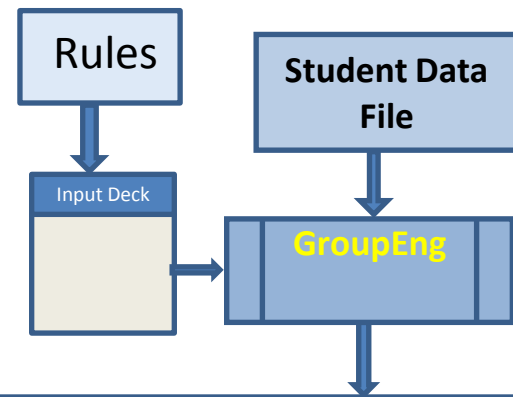 Rules
Student Data
File
Input Deck
GroupEng